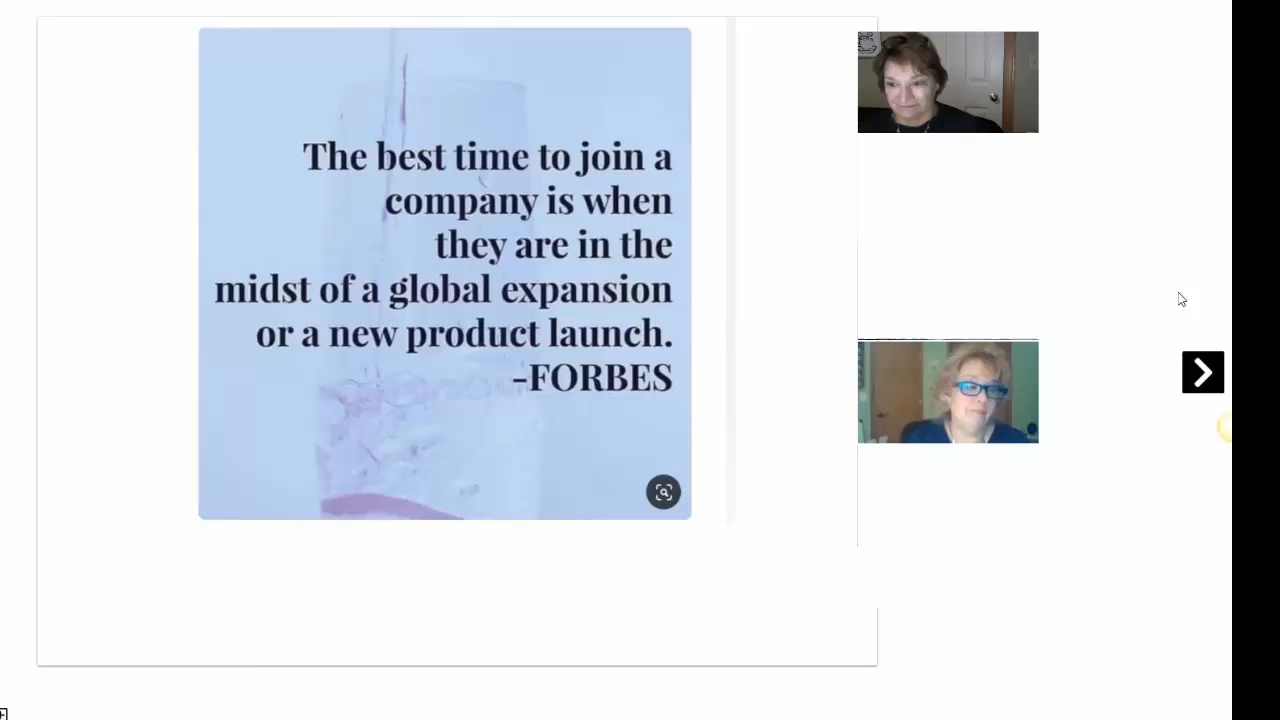 The best time to join a
company is when
they are in the
midst of a global expansion
or a new product launch.
-FORBES